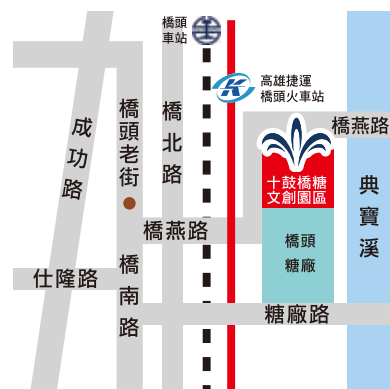 橋頭
車站
高雄捷運
橋頭火車站
橋燕路
成功路
橋頭老街
橋北路
十鼓橋糖
文創園區
典寶溪
橋燕路
橋頭
糖廠
仕隆路
橋南路
糖廠路